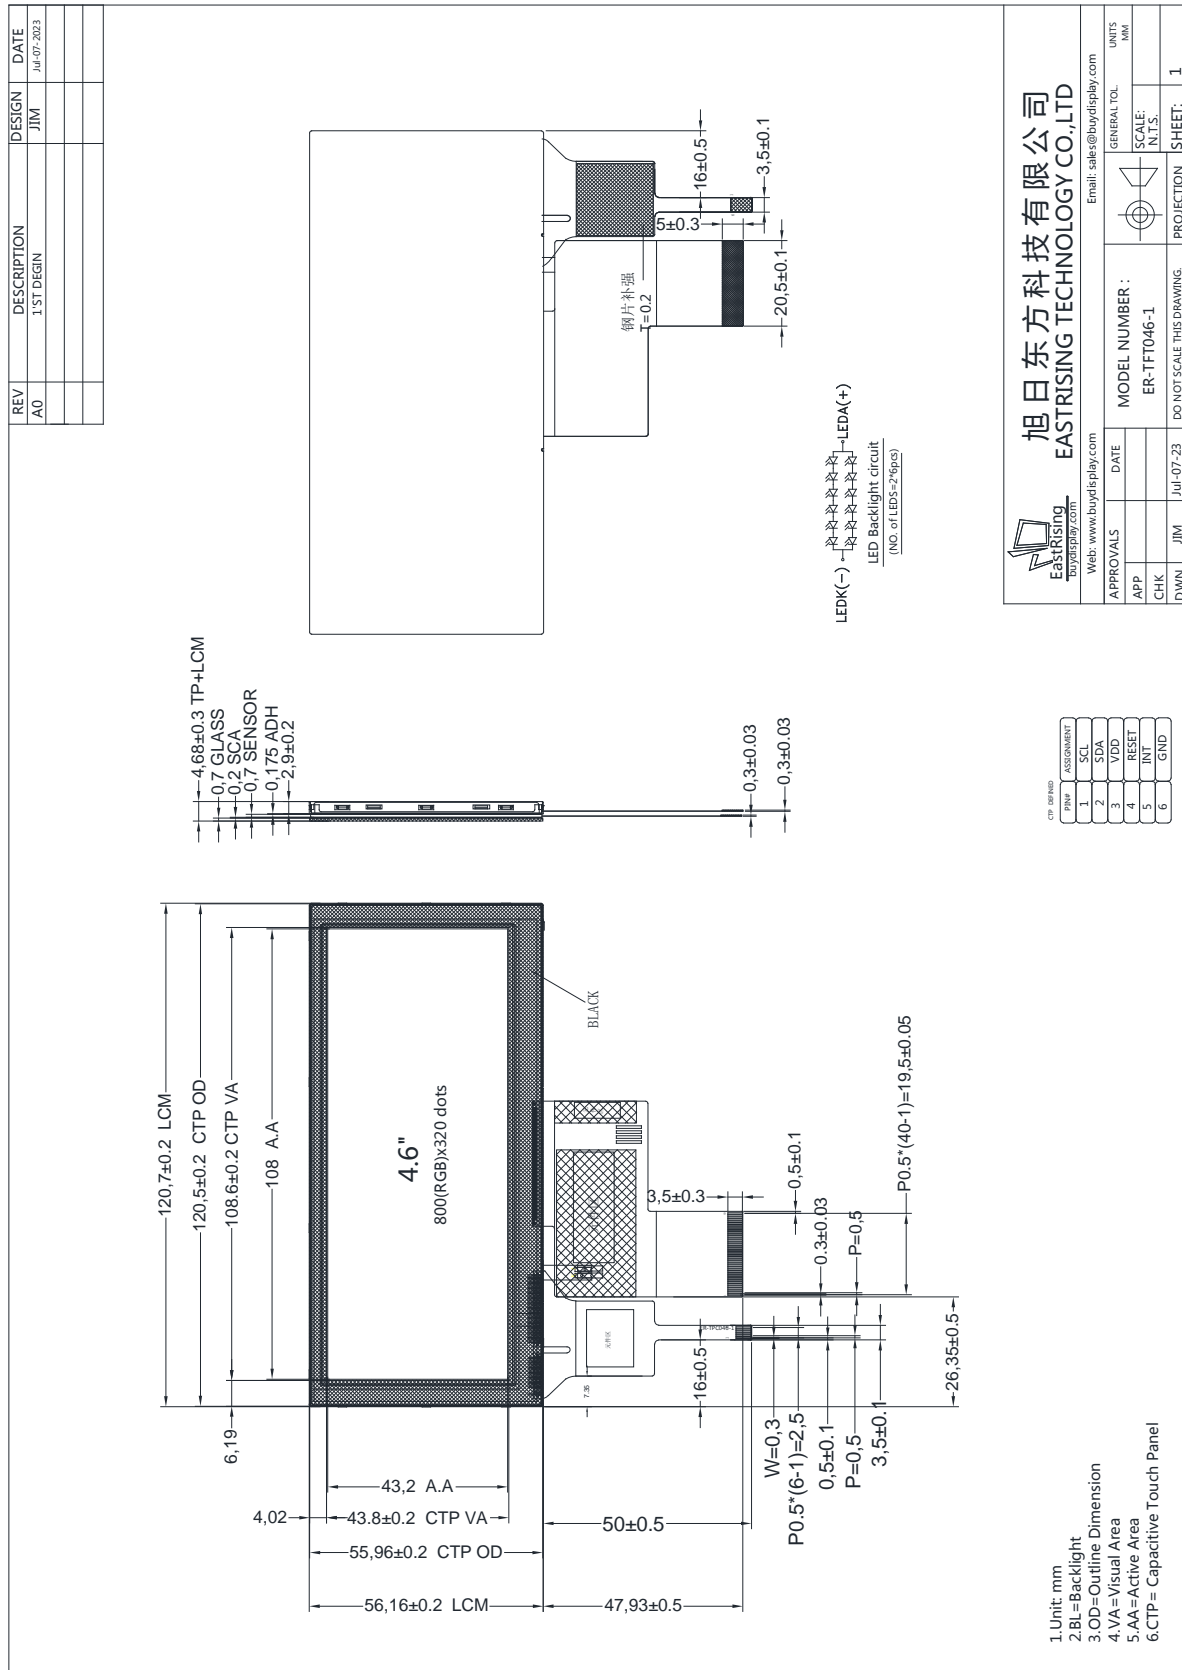 REV DESCRIPTION DESIGN DATE
A0 1'ST DEGIN JIM Jul-07-2023
120,7±0.2 LCM
120,5±0.2 CTP OD
108.6±0.2 CTP VA
108 A.A
6,19
4.6"
800(RGB)x320 dots
BLACK
43,2 A.A
4,02
43.8±0.2 CTP VA
55,96±0.2 CTP OD
56,16±0.2 LCM
50±0.5
47,93±0.5
7.35
元件区
16±0.5
W=0,3
P0.5*(6-1)=2,5
0,5±0.1
P=0,5
3,5±0.1
26,35±0.5
3,5±0.3
0,5±0.1
0.3±0.03
P=0,5
P0.5*(40-1)=19,5±0.05
4,68±0.3 TP+LCM
0,7 GLASS
0,2 SCA
0,7 SENSOR
0,175 ADH
2,9±0.2
0,3±0.03
0,3±0.03
16±0.5
3,5±0.1
5±0.3
20,5±0.1
钢片补强
T=0.2
LEDK(-) LEDA(+)
LED Backlight circuit
(NO. of LEDS=2*6pcs)
CTP DEFINED
PIN# ASSIGNMENT
1 SCL
2 SDA
3 VDD
4 RESET
5 INT
6 GND
1.Unit: mm
2.BL=Backlight
3.OD=Outline Dimension
4.VA=Visual Area
5.AA=Active Area
6.CTP= Capacitive Touch Panel
EastRising
buydisplay.com
旭日东方科技有限公司
EASTRISING TECHNOLOGY CO.,LTD
Web: www.buydisplay.com Email: sales@buydisplay.com
APPROVALS DATE
APP
CHK
DWN JIM Jul-07-23
MODEL NUMBER :
ER-TFT046-1
DO NOT SCALE THIS DRAWING.
GENERAL TOL. UNITS
MM
SCALE:
N.T.S.
PROJECTION SHEET: 1